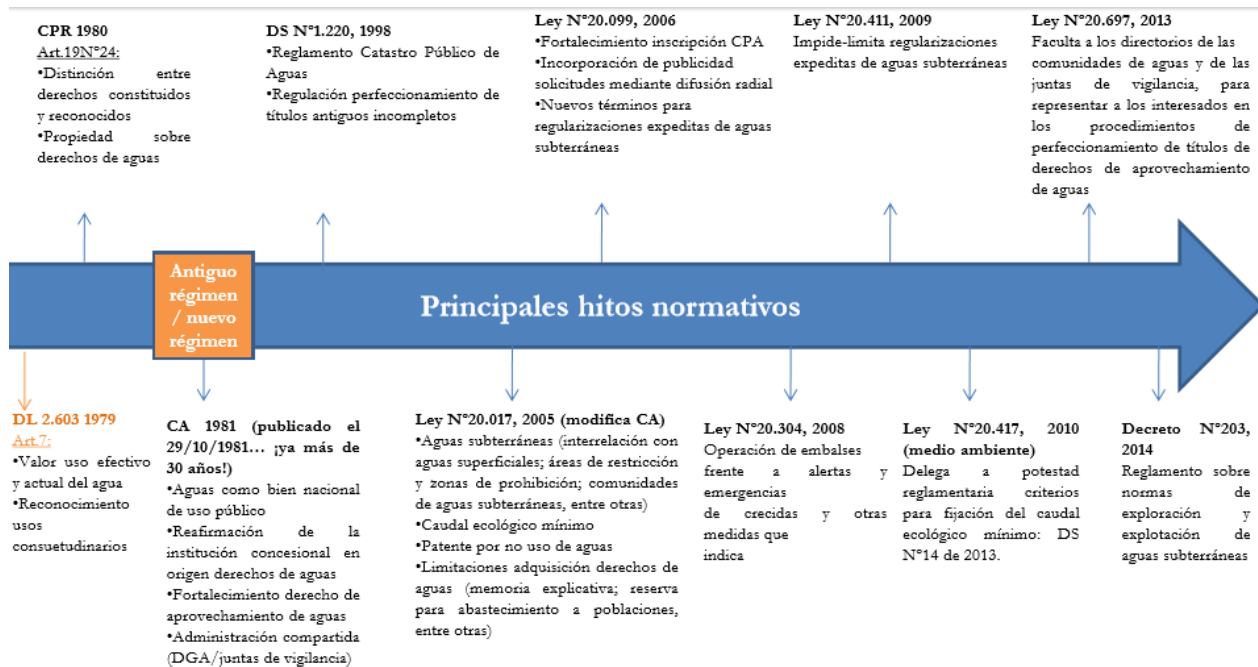 CPR 1980
Art.19N°24:
•Distinción entre
derechos constituidos
y reconocidos
•Propiedad sobre
derechos de aguas
DS N°1.220, 1998
•Reglamento Catastro Público de
Aguas
•Regulación perfeccionamiento de
títulos antiguos incompletos
Ley N°20.099, 2006
•Fortalecimiento inscripción CPA
•Incorporación de publicidad
solicitudes mediante difusión radial
•Nuevos términos para
regularizaciones expeditas de aguas
subterráneas
Ley N°20.411, 2009
Impide-limita regularizaciones
expeditas de aguas subterráneas
Ley N°20.697, 2013
Faculta a los directorios de las
comunidades de aguas y de las
juntas de vigilancia, para
representar a los interesados en
los procedimientos de
perfeccionamiento de títulos de
derechos de aprovechamiento
de aguas
Antiguo
régimen
/ nuevo
régimen
Principales hitos normativos
DL 2.603 1979
Art.7:
•Valor uso efectivo
y actual del agua
•Reconocimiento
usos
consuetudinarios
CA 1981 (publicado el
29/10/1981… ¡ya más de
30 años!)
•Aguas como bien nacional
de uso público
•Reafirmación de la
institución concesional en
origen derechos de aguas
•Fortalecimiento derecho de
aprovechamiento de aguas
•Administración compartida
(DGA/juntas de vigilancia)
Ley N°20.017, 2005 (modifica CA)
•Aguas subterráneas (interrelación con
aguas superficiales; áreas de restricción
y zonas de prohibición; comunidades
de aguas subterráneas, entre otras)
•Caudal ecológico mínimo
•Patente por no uso de aguas
•Limitaciones adquisición derechos de
agua (memoria explicativa; reserva
para abastecimiento a poblaciones,
entre otras)
Ley N°20.304, 2008
Operación de embalses
frente a alertas y
emergencias
de crecidas y otras
medidas que
indica
Ley N°20.417, 2010
(medio ambiente)
Delega a potestad
reglamentaria criterios
para fijación del caudal
ecológico mínimo: DS
N°14 de 2013.
Decreto N°203,
2014
Reglamento sobre
normas de
exploración y
explotación de
aguas subterráneas